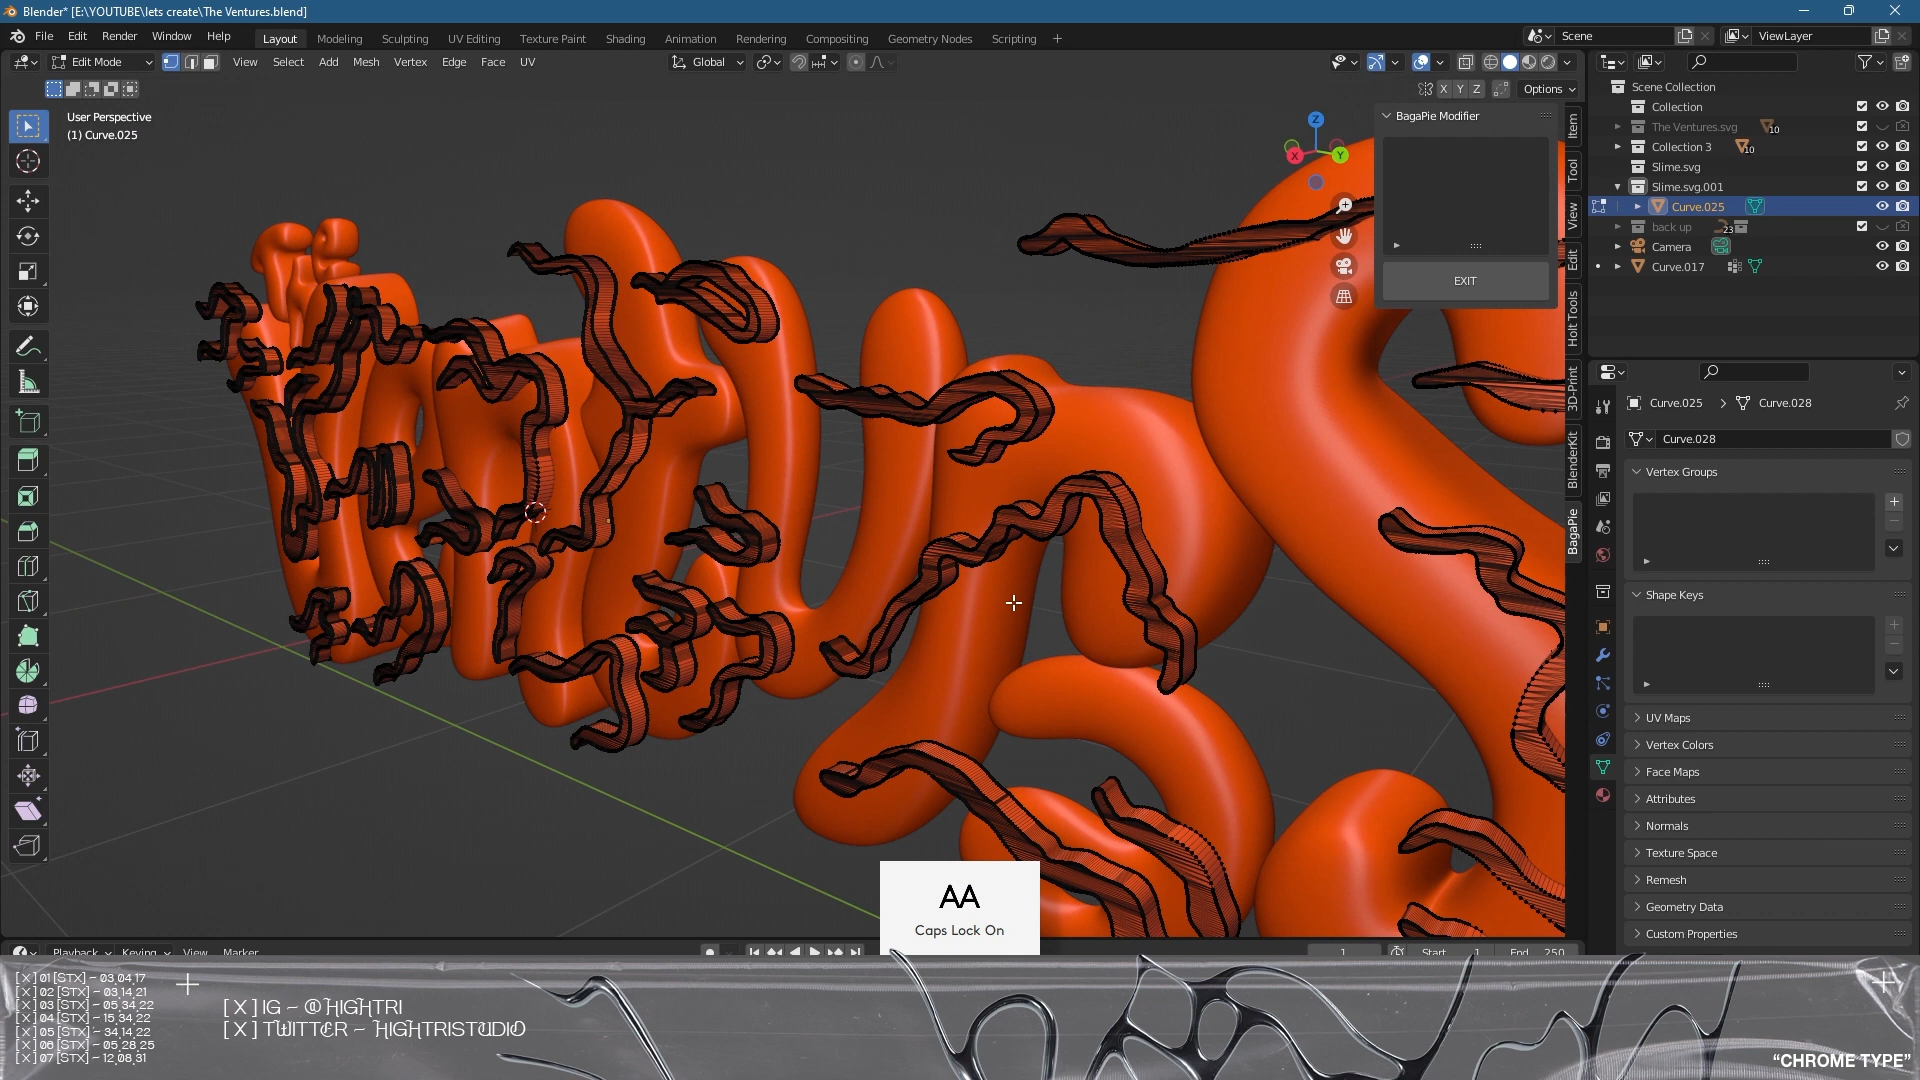 Blender* [E:\YOUTUBE\lets create\The Ventures.blend]
File Edit Render Window Help
Layout Modeling Sculpting UV Editing Texture Paint Shading Animation Rendering Compositing Geometry Nodes Scripting +
Scene
ViewLayer
Edit Mode
View Select Add Mesh Vertex Edge Face UV
Global
X Y Z Options
User Perspective
(1) Curve.025
Z
X
Y
BagaPie Modifier
EXIT
Item
Tool
View
Edit
Holt Tools
3D-Print
BlenderKit
BagaPie
Scene Collection
Collection
The Ventures.svg 10
Collection 3 10
Slime.svg
Slime.svg.001
Curve.025
back up 23
Camera
Curve.017
Curve.025 > Curve.028
Curve.028
Vertex Groups
Shape Keys
UV Maps
Vertex Colors
Face Maps
Attributes
Normals
Texture Space
Remesh
Geometry Data
Custom Properties
AA
Caps Lock On
Playback Keying View Marker
1 Start 1 End 250
[X] 01 [STX] – 03,04,17
[X] 02 [STX] – 03,14,21
[X] 03 [STX] – 05,34,22
[X] 04 [STX] – 15,34,22
[X] 05 [STX] – 34,14,22
[X] 06 [STX] – 05,28,25
[X] 07 [STX] – 12,08,31
[X] IG – @HIGHTRI
[X] TWITTER – HIGHTRISTUDIO
“CHROME TYPE”